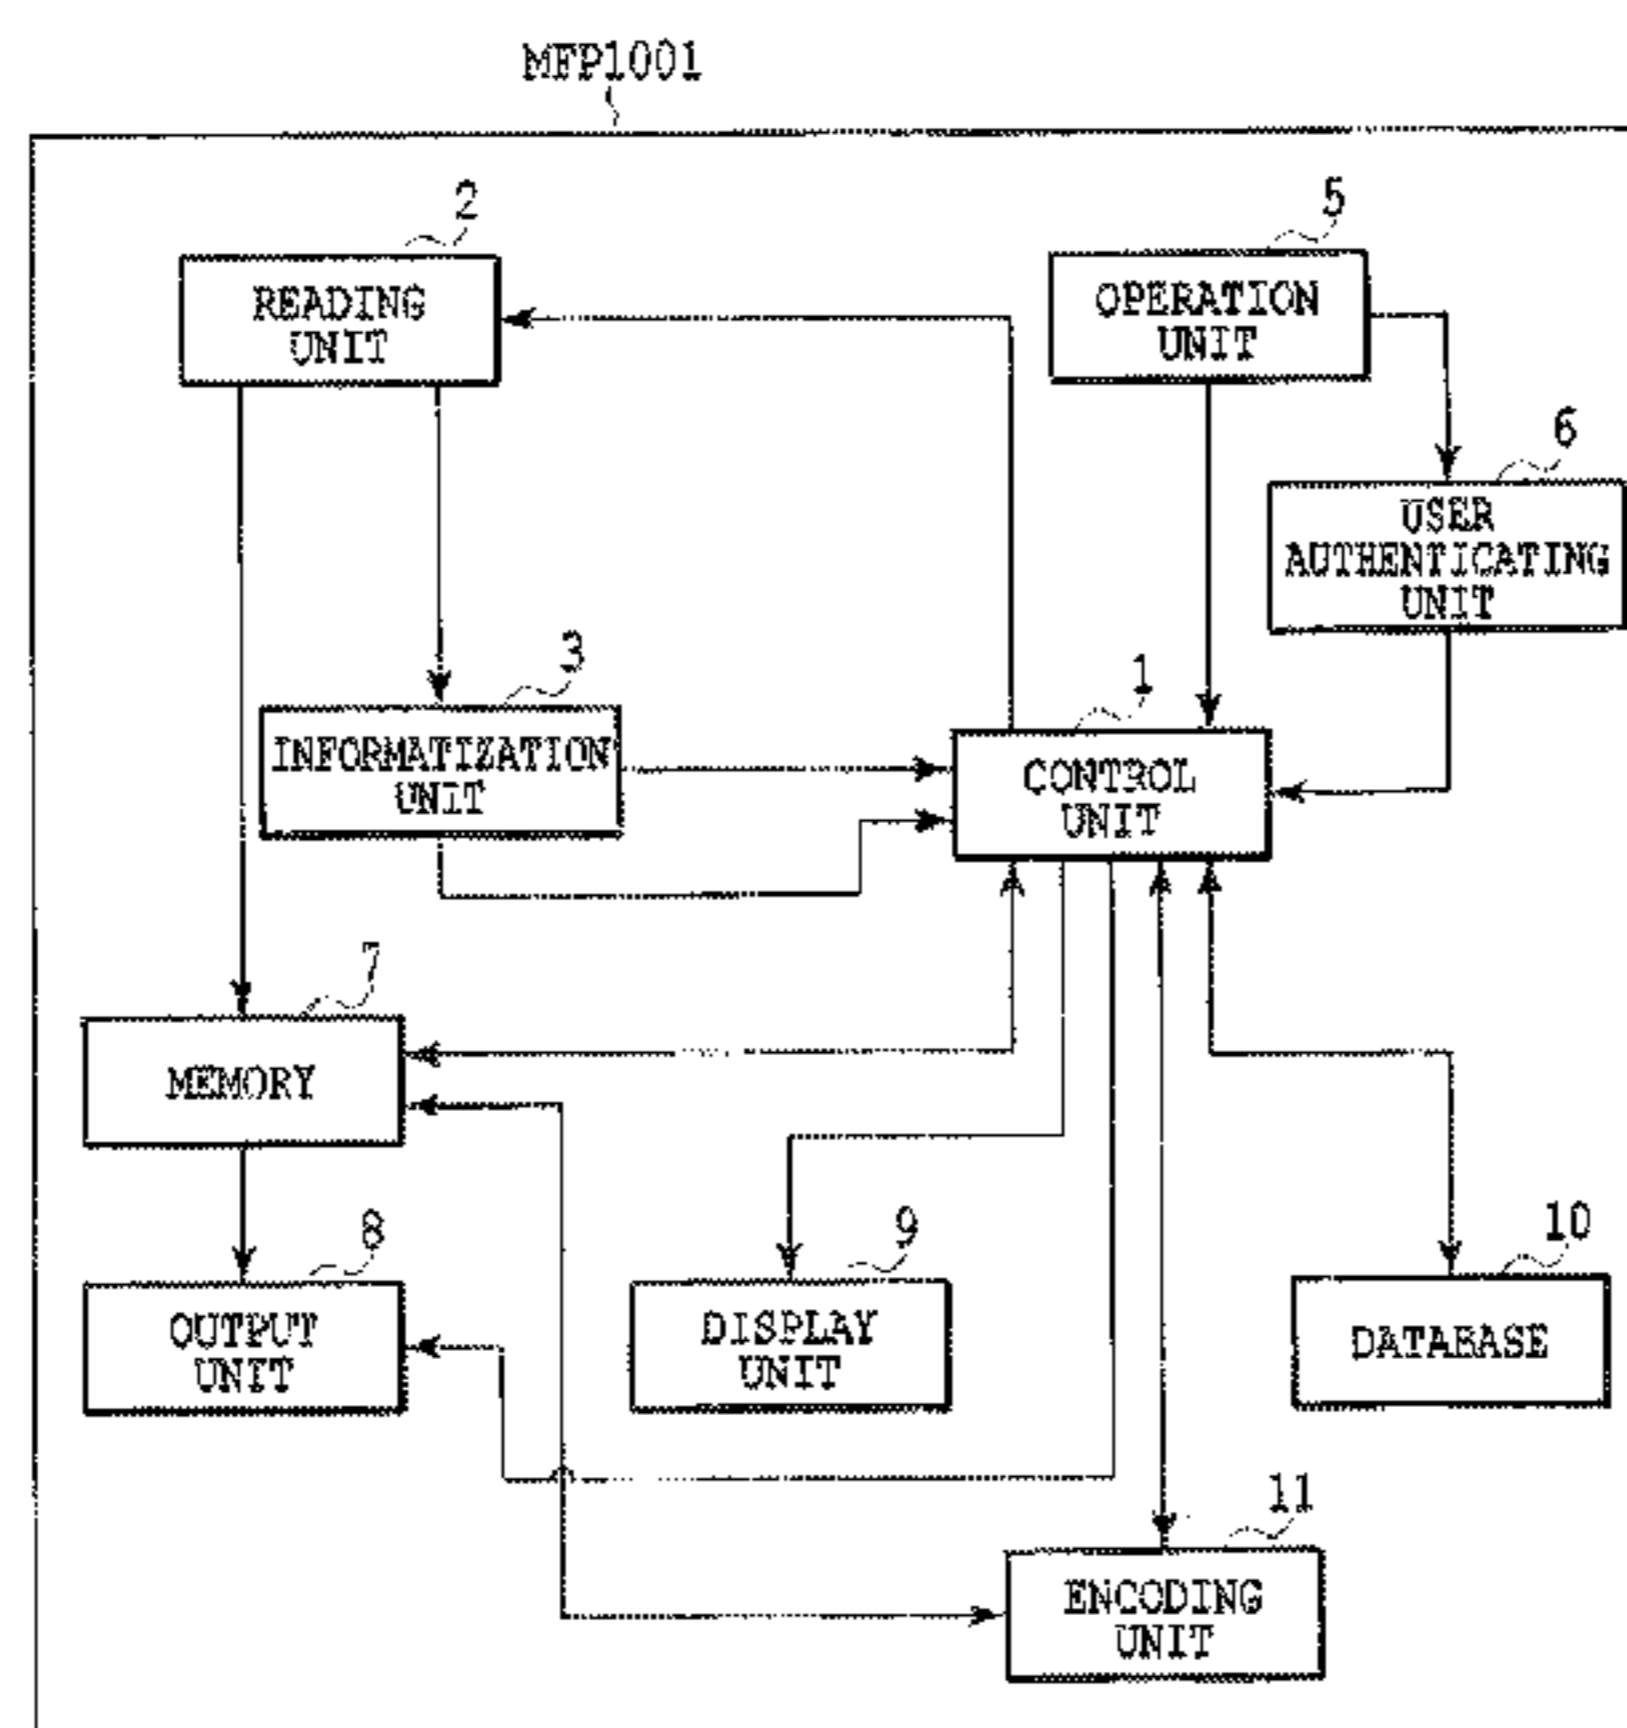 MFP1001
2
5
READING
UNIT
OPERATION
UNIT
6
USER
AUTHENTICATING
UNIT
3
1
INFORMATIZATION
UNIT
CONTROL
UNIT
7
MEMORY
8
9
10
OUTPUT
UNIT
DISPLAY
UNIT
DATABASE
11
ENCODING
UNIT